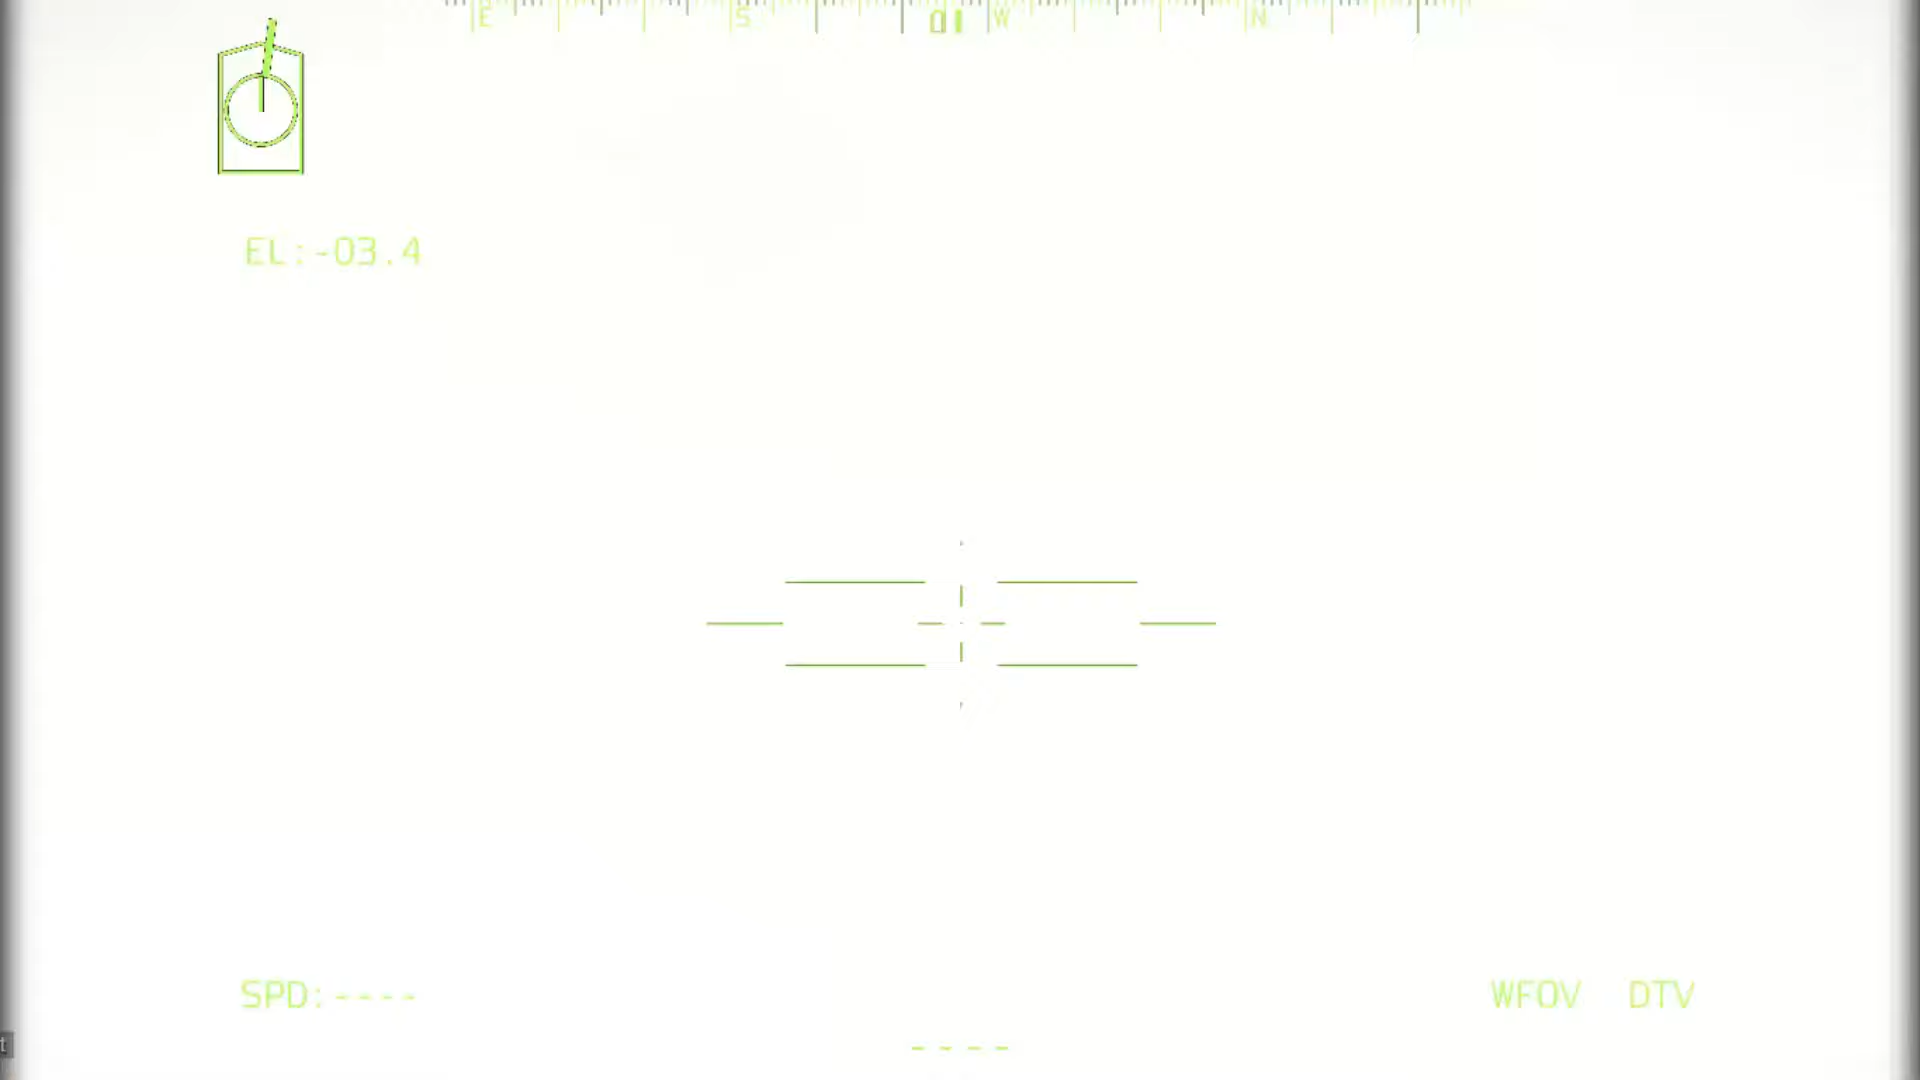 E S W N
EL:-03.4
SPD:----
WFOV DTV
t
----